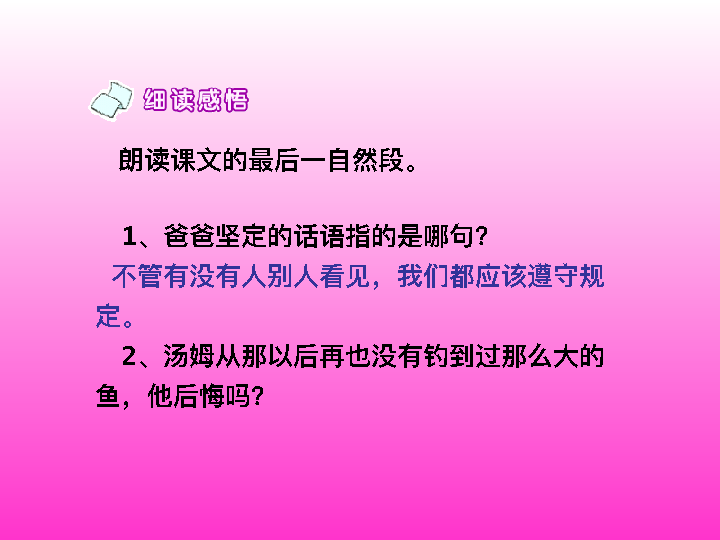 细读感悟
朗读课文的最后一自然段。
1、爸爸坚定的话语指的是哪句？
不管有没有人别人看见，我们都应该遵守规
定。
2、汤姆从那以后再也没有钓到过那么大的
鱼，他后悔吗？